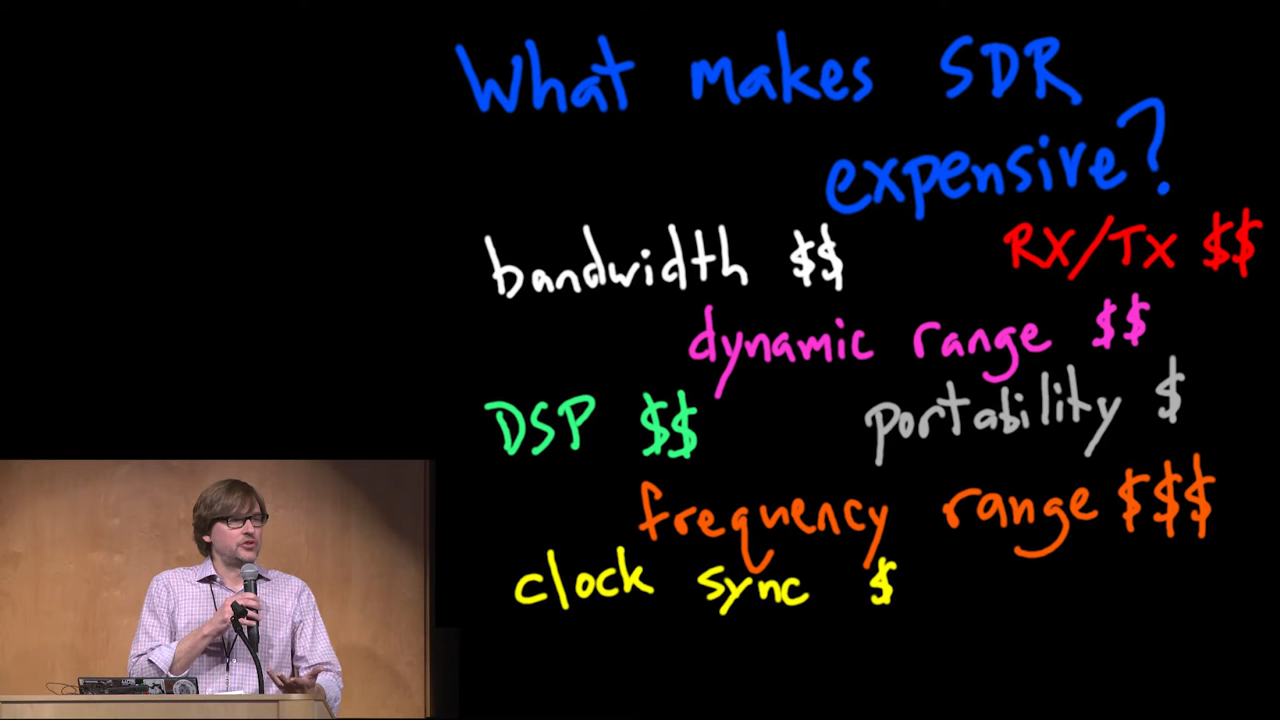 What makes SDR
expensive?
bandwidth $$
RX/TX $$
dynamic range $$
DSP $$
portability $
frequency range $$$
clock sync $